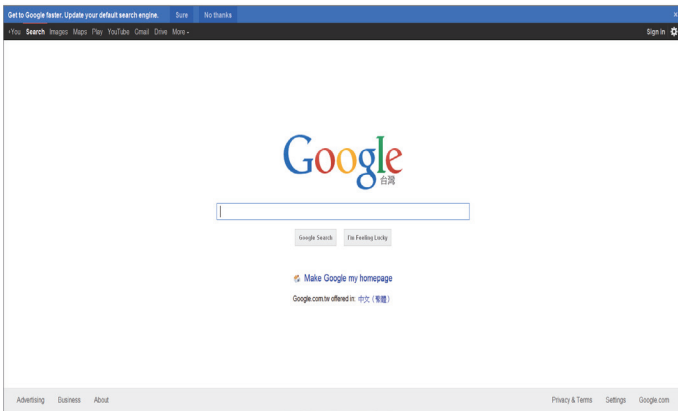 Get to Google faster. Update your default search engine. Sure No thanks ×
+You Search Images Maps Play YouTube Gmail Drive More Sign in
Google
台灣
Google Search I'm Feeling Lucky
Make Google my homepage
Google.com.tw offered in: 中文 (繁體)
Advertising Business About Privacy & Terms Settings Google.com